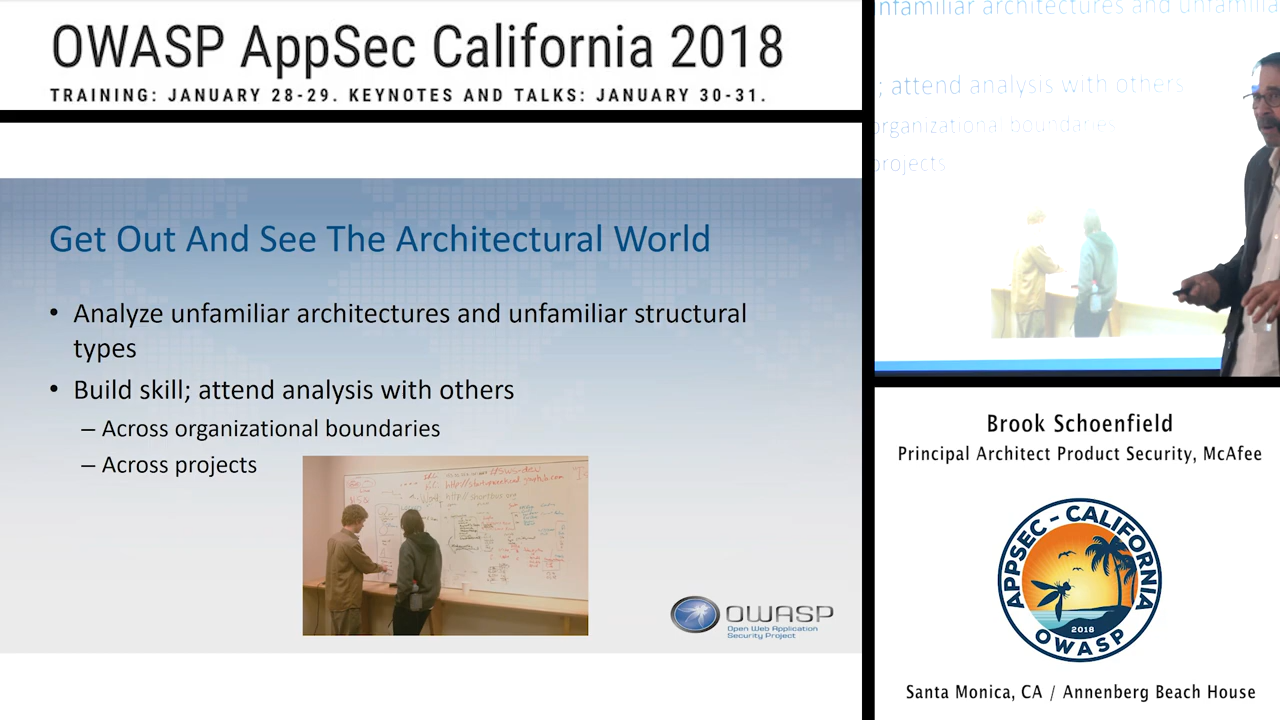 OWASP AppSec California 2018
TRAINING: JANUARY 28-29. KEYNOTES AND TALKS: JANUARY 30-31.
Get Out And See The Architectural World
• Analyze unfamiliar architectures and unfamiliar structural
types
• Build skill; attend analysis with others
– Across organizational boundaries
– Across projects
OWASP
Open Web Application
Security Project
nfamiliar architectures and unfamilia
; attend analysis with others
organizational boundaries
projects
Brook Schoenfield
Principal Architect Product Security, McAfee
APPSEC - CALIFORNIA
2018
OWASP
Santa Monica, CA / Annenberg Beach House